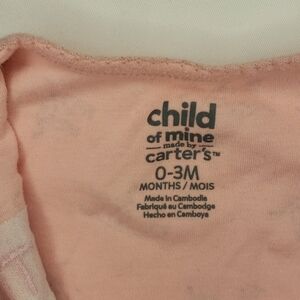 child
of mine
made by
carter's™
0-3M
MONTHS / MOIS
Made in Cambodia
Fabriqué au Cambodge
Hecho en Camboya